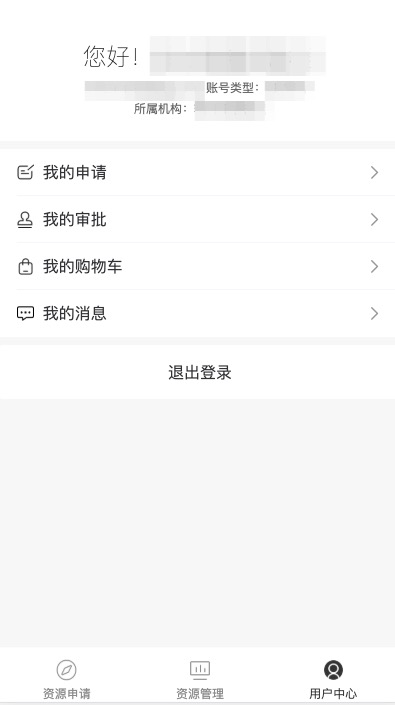 您好！
账号类型：
所属机构：
我的申请
我的审批
我的购物车
我的消息
退出登录
资源申请 资源管理 用户中心